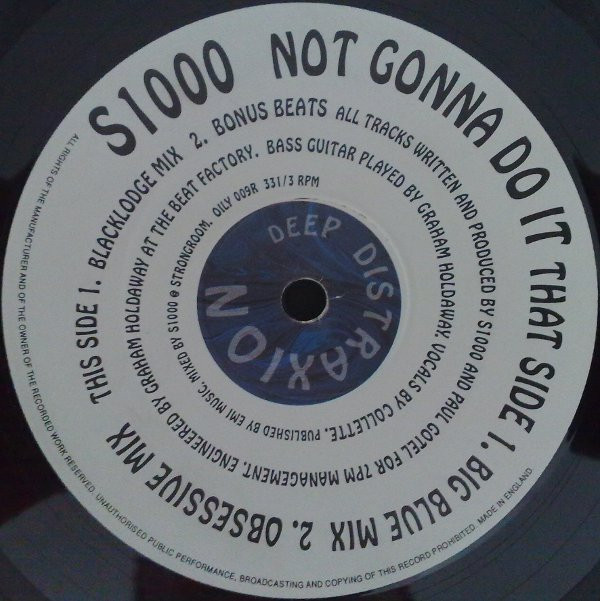 S1000 NOT GONNA DO IT THAT SIDE 1. BIG BLUE MIX 2. OBSESSIVE MIX
THIS SIDE 1. BLACKLODGE MIX 2. BONUS BEATS ALL TRACKS WRITTEN AND PRODUCED BY S1000 AND PAUL GOTEL FOR 7PM MANAGEMENT. ENGINEERED BY GRAHAM HOLDAWAY AT THE BEAT FACTORY. BASS GUITAR PLAYED BY GRAHAM HOLDAWAY. VOCALS BY COLLETTE. PUBLISHED BY EMI MUSIC. MIXED BY S1000 @ STRONGROOM. OILY 009R 331/3 RPM
DEEP DISTRAXION
ALL RIGHTS OF THE MANUFACTURER AND OF THE OWNER OF THE RECORDED WORK RESERVED. UNAUTHORISED PUBLIC PERFORMANCE, BROADCASTING AND COPYING OF THIS RECORD PROHIBITED. MADE IN ENGLAND.